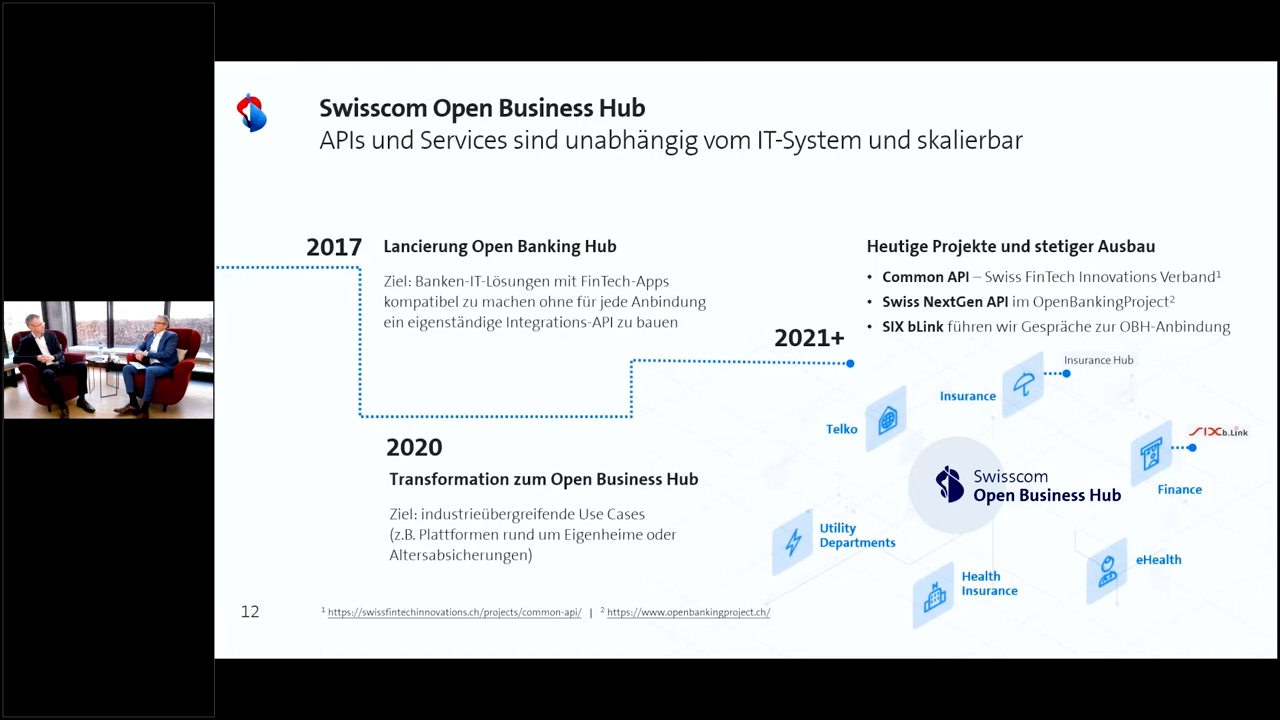 Swisscom Open Business Hub
APIs und Services sind unabhängig vom IT-System und skalierbar
2017
Lancierung Open Banking Hub
Ziel: Banken-IT-Lösungen mit FinTech-Apps
kompatibel zu machen ohne für jede Anbindung
ein eigenständige Integrations-API zu bauen
2020
Transformation zum Open Business Hub
Ziel: industrieübergreifende Use Cases
(z.B. Plattformen rund um Eigenheime oder
Altersabsicherungen)
2021+
Heutige Projekte und stetiger Ausbau
• Common API – Swiss FinTech Innovations Verband¹
• Swiss NextGen API im OpenBankingProject²
• SIX bLink führen wir Gespräche zur OBH-Anbindung
Insurance Hub
Insurance
Telko
SIX b.Link
Finance
Swisscom
Open Business Hub
Utility
Departments
eHealth
Health
Insurance
12
¹ https://swissfintechinnovations.ch/projects/common-api/ | ² https://www.openbankingproject.ch/